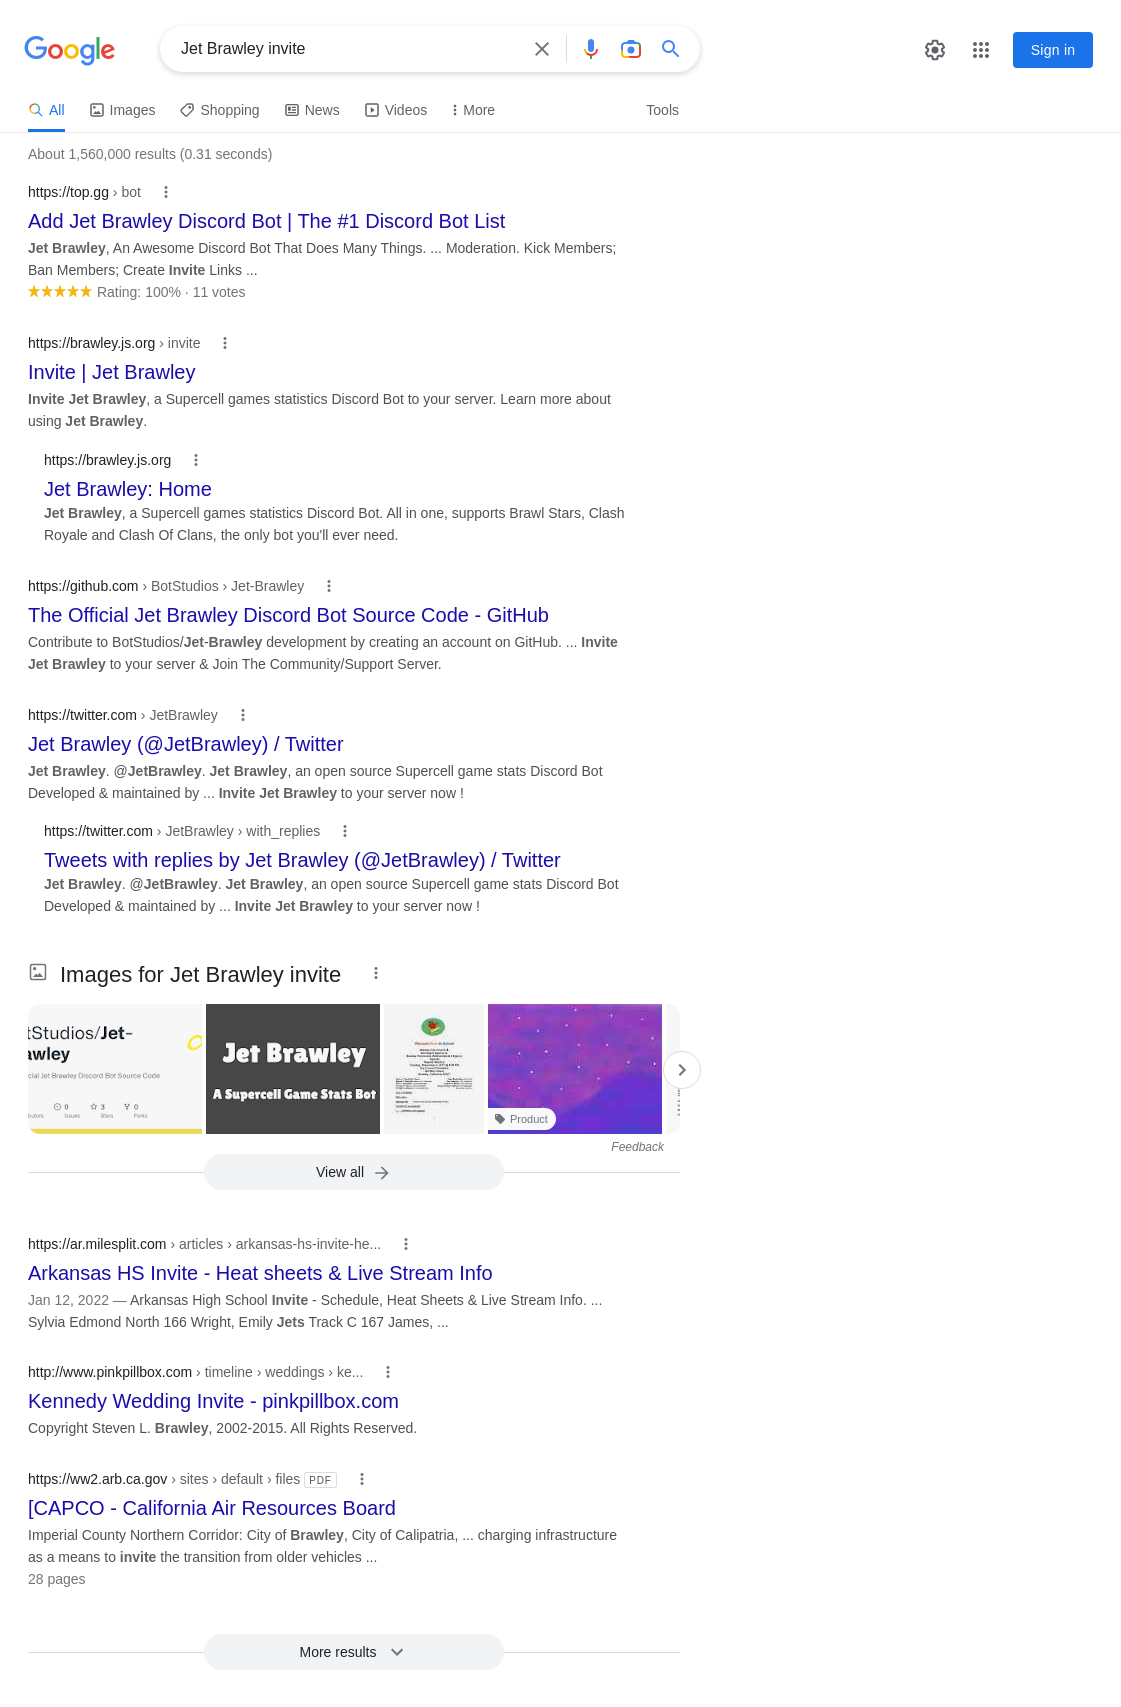 Google
Jet Brawley invite
Sign in
All
Images
Shopping
News
Videos
More
Tools
About 1,560,000 results (0.31 seconds)
https://top.gg › bot
Add Jet Brawley Discord Bot | The #1 Discord Bot List
Jet Brawley, An Awesome Discord Bot That Does Many Things. ... Moderation. Kick Members;
Ban Members; Create Invite Links ...
Rating: 100% · 11 votes
https://brawley.js.org › invite
Invite | Jet Brawley
Invite Jet Brawley, a Supercell games statistics Discord Bot to your server. Learn more about
using Jet Brawley.
https://brawley.js.org
Jet Brawley: Home
Jet Brawley, a Supercell games statistics Discord Bot. All in one, supports Brawl Stars, Clash
Royale and Clash Of Clans, the only bot you'll ever need.
https://github.com › BotStudios › Jet-Brawley
The Official Jet Brawley Discord Bot Source Code - GitHub
Contribute to BotStudios/Jet-Brawley development by creating an account on GitHub. ... Invite
Jet Brawley to your server & Join The Community/Support Server.
https://twitter.com › JetBrawley
Jet Brawley (@JetBrawley) / Twitter
Jet Brawley. @JetBrawley. Jet Brawley, an open source Supercell game stats Discord Bot
Developed & maintained by ... Invite Jet Brawley to your server now !
https://twitter.com › JetBrawley › with_replies
Tweets with replies by Jet Brawley (@JetBrawley) / Twitter
Jet Brawley. @JetBrawley. Jet Brawley, an open source Supercell game stats Discord Bot
Developed & maintained by ... Invite Jet Brawley to your server now !
Images for Jet Brawley invite
tStudios/Jet-
awley
cial Jet Brawley Discord Bot Source Code
0
3
0
Issues
Stars
Forks
Jet Brawley
A Supercell Game Stats Bot
Product
Feedback
View all
https://ar.milesplit.com › articles › arkansas-hs-invite-he...
Arkansas HS Invite - Heat sheets & Live Stream Info
Jan 12, 2022 — Arkansas High School Invite - Schedule, Heat Sheets & Live Stream Info. ...
Sylvia Edmond North 166 Wright, Emily Jets Track C 167 James, ...
http://www.pinkpillbox.com › timeline › weddings › ke...
Kennedy Wedding Invite - pinkpillbox.com
Copyright Steven L. Brawley, 2002-2015. All Rights Reserved.
https://ww2.arb.ca.gov › sites › default › files PDF
[CAPCO - California Air Resources Board
Imperial County Northern Corridor: City of Brawley, City of Calipatria, ... charging infrastructure
as a means to invite the transition from older vehicles ...
28 pages
More results